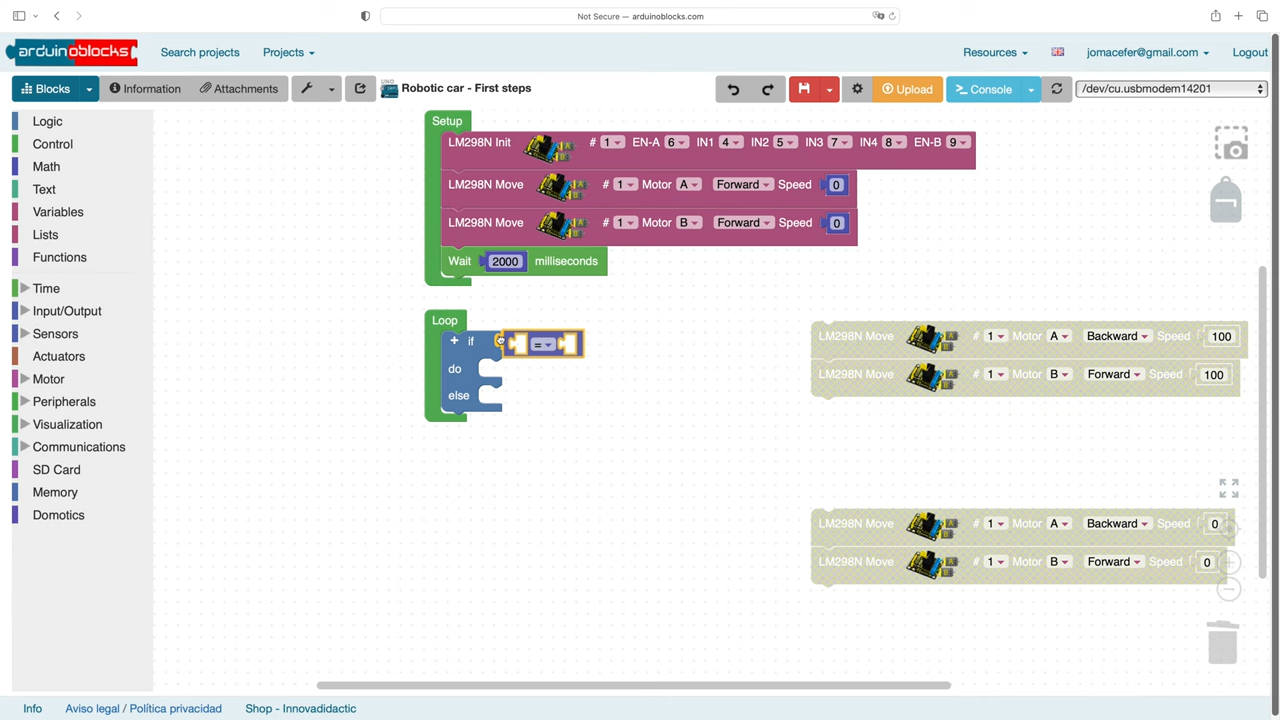 Not Secure — arduinoblocks.com
arduinoblocks
Search projects
Projects
Resources
jomacefer@gmail.com
Logout
Blocks
Information
Attachments
UNO
Robotic car - First steps
Upload
Console
/dev/cu.usbmodem14201
Logic
Control
Math
Text
Variables
Lists
Functions
Time
Input/Output
Sensors
Actuators
Motor
Peripherals
Visualization
Communications
SD Card
Memory
Domotics
Setup
LM298N Init # 1 EN-A 6 IN1 4 IN2 5 IN3 7 IN4 8 EN-B 9
LM298N Move # 1 Motor A Forward Speed 0
LM298N Move # 1 Motor B Forward Speed 0
Wait 2000 milliseconds
Loop
+ if =
do
else
LM298N Move # 1 Motor A Backward Speed 100
LM298N Move # 1 Motor B Forward Speed 100
LM298N Move # 1 Motor A Backward Speed 0
LM298N Move # 1 Motor B Forward Speed 0
Info
Aviso legal / Política privacidad
Shop - Innovadidactic